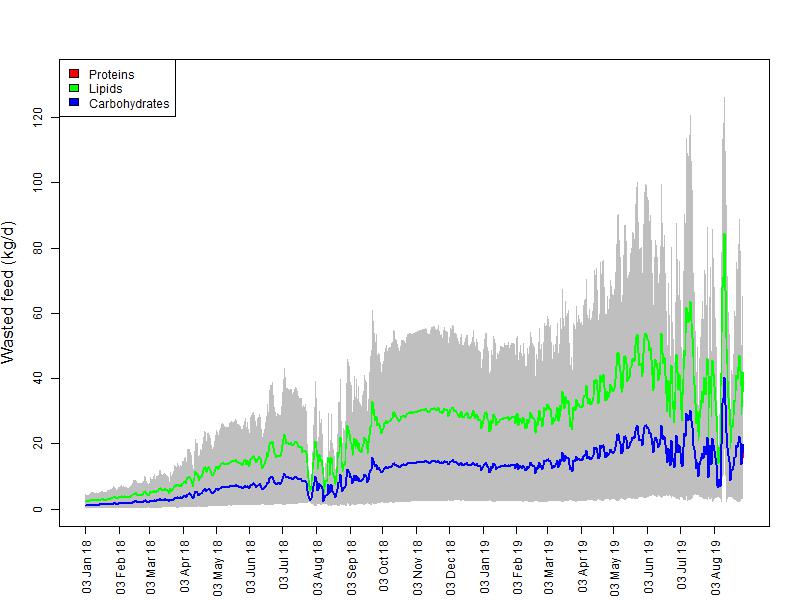 Proteins
Lipids
Carbohydrates
Wasted feed (kg/d)
120
100
80
60
40
20
0
03 Jan 18
03 Feb 18
03 Mar 18
03 Apr 18
03 May 18
03 Jun 18
03 Jul 18
03 Aug 18
03 Sep 18
03 Oct 18
03 Nov 18
03 Dec 18
03 Jan 19
03 Feb 19
03 Mar 19
03 Apr 19
03 May 19
03 Jun 19
03 Jul 19
03 Aug 19